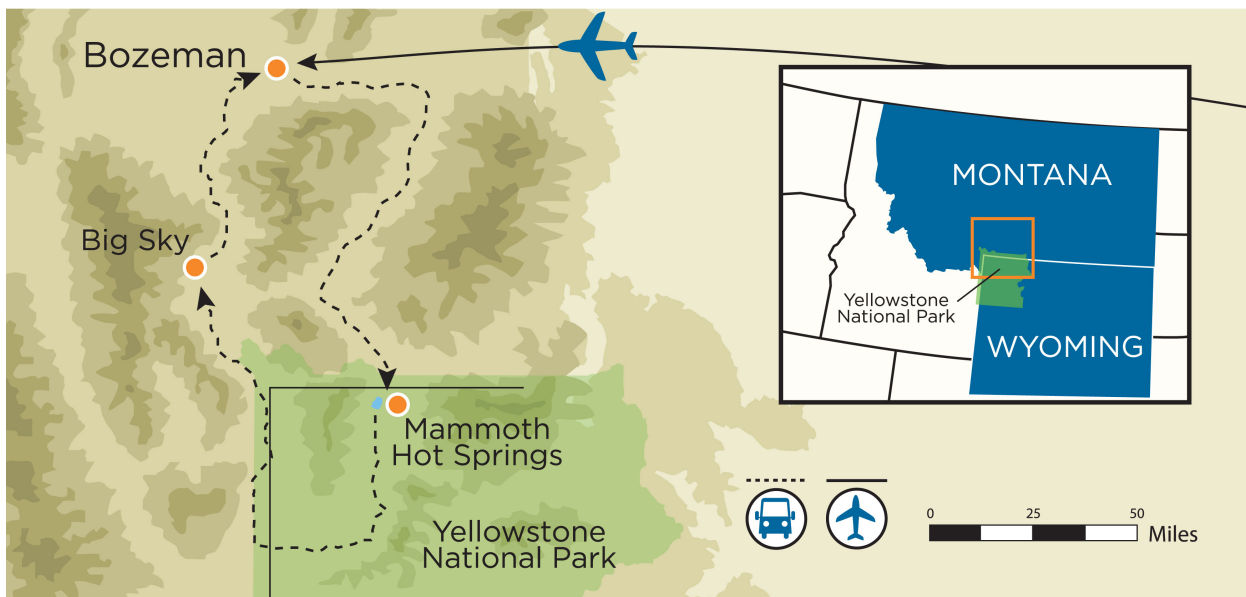 Bozeman
Big Sky
Mammoth
Hot Springs
Yellowstone
National Park
MONTANA
Yellowstone
National Park
WYOMING
0 25 50
Miles